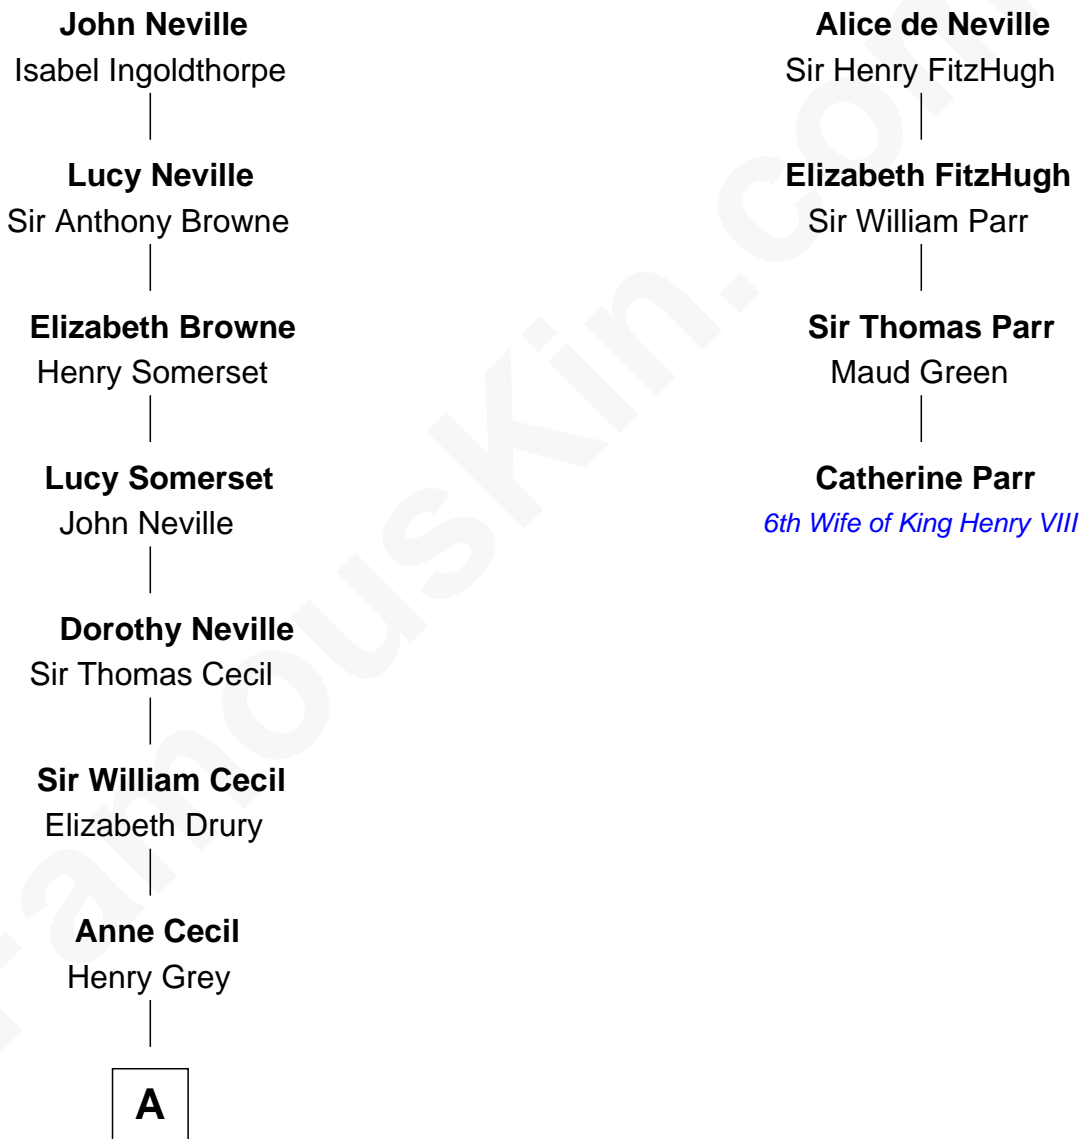 John Neville
Isabel Ingoldthorpe
Lucy Neville
Sir Anthony Browne
Elizabeth Browne
Henry Somerset
Lucy Somerset
John Neville
Dorothy Neville
Sir Thomas Cecil
Sir William Cecil
Elizabeth Drury
Anne Cecil
Henry Grey
A
Alice de Neville
Sir Henry FitzHugh
Elizabeth FitzHugh
Sir William Parr
Sir Thomas Parr
Maud Green
Catherine Parr
6th Wife of King Henry VIII
FamousKin.com